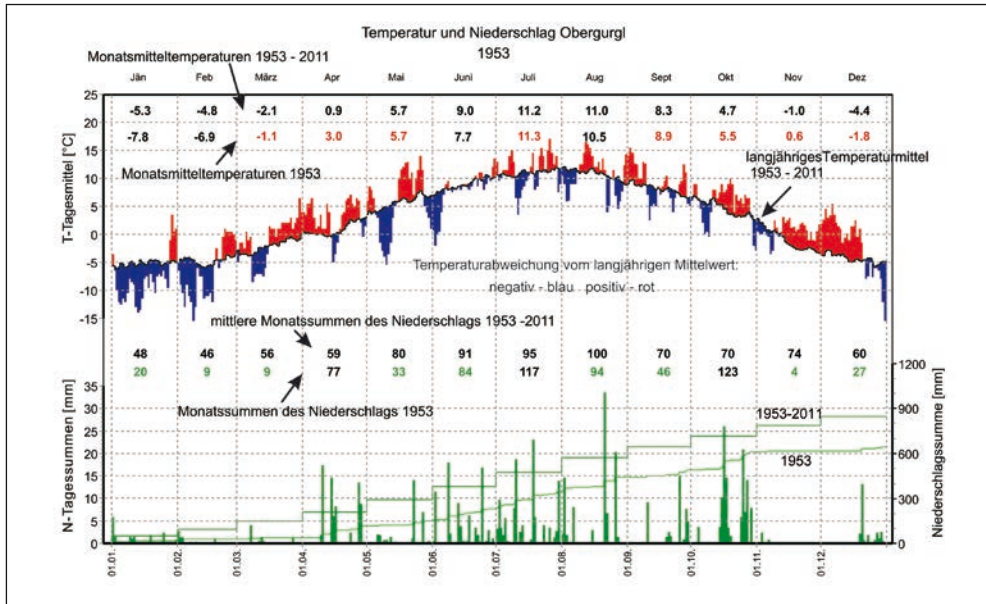 Temperatur und Niederschlag Obergurgl
1953
Monatsmitteltemperaturen 1953 - 2011
Jän Feb März Apr Mai Juni Juli Aug Sept Okt Nov Dez
-5.3 -4.8 -2.1 0.9 5.7 9.0 11.2 11.0 8.3 4.7 -1.0 -4.4
-7.8 -6.9 -1.1 3.0 5.7 7.7 11.3 10.5 8.9 5.5 0.6 -1.8
Monatsmitteltemperaturen 1953
langjährigesTemperaturmittel
1953 - 2011
T-Tagesmittel [°C]
25
20
15
10
5
0
-5
-10
-15
Temperaturabweichung vom langjährigen Mittelwert:
negativ - blau . positiv - rot
mittlere Monatssummen des Niederschlags 1953 -2011
48 46 56 59 80 91 95 100 70 70 74 60
20 9 9 77 33 84 117 94 46 123 4 27
Monatssummen des Niederschlags 1953
N-Tagessummen [mm]
35
30
25
20
15
10
5
0
1200
900
600
300
0
Niederschlagssumme [mm]
1953-2011
1953
01.01.
01.02.
01.03.
01.04.
01.05.
01.06.
01.07.
01.08.
01.09.
01.10.
01.11.
01.12.